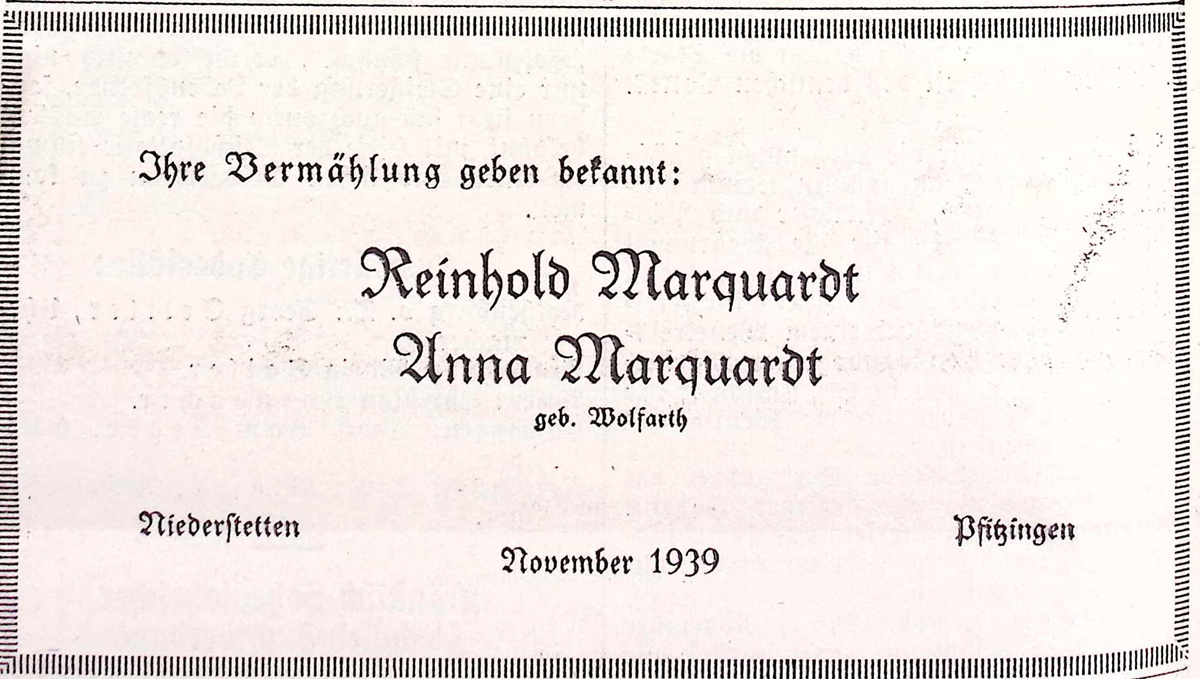 Ihre Vermählung geben bekannt:
Reinhold Marquardt
Anna Marquardt
geb. Wolfarth
Niederstetten
Pfitzingen
November 1939